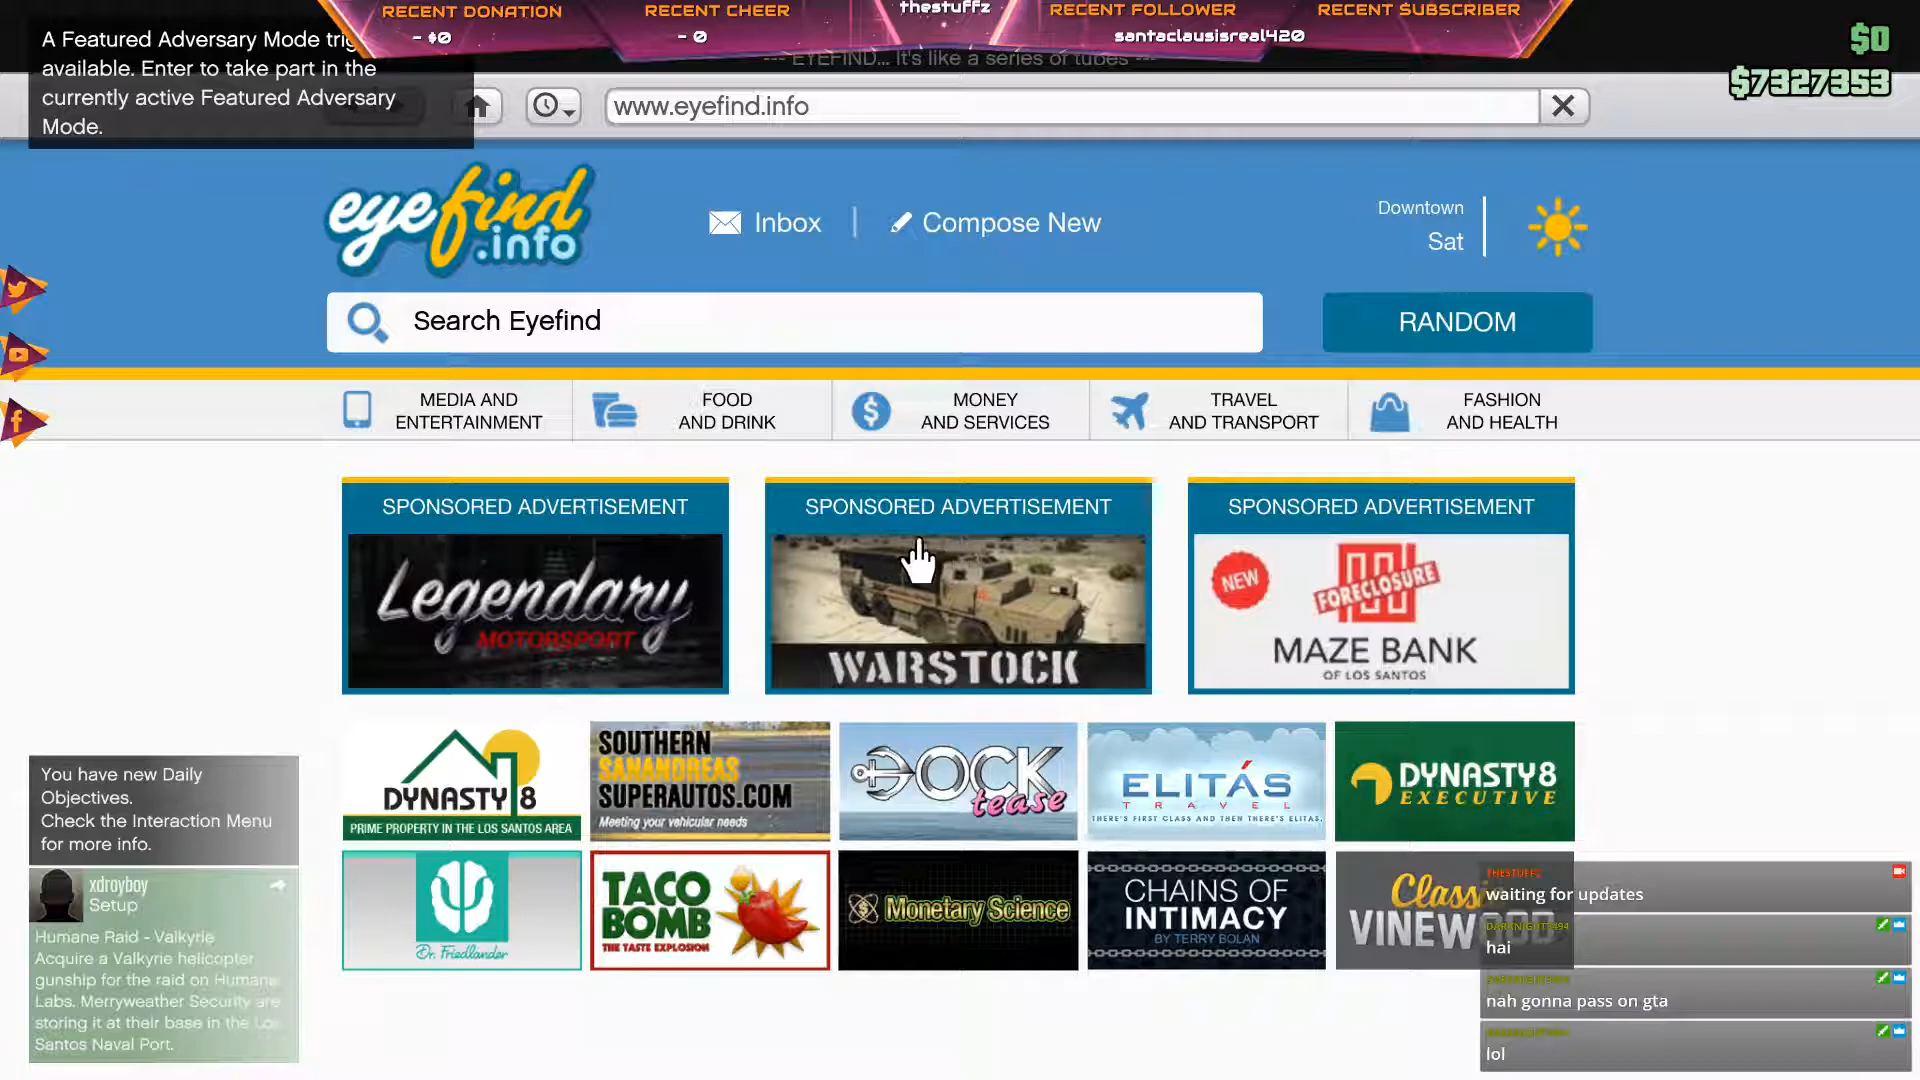 RECENT DONATION
- $0
RECENT CHEER
- 0
thestuffz
RECENT FOLLOWER
santaclausisreal420
RECENT SUBSCRIBER
$0
$7327353
A Featured Adversary Mode trig
available. Enter to take part in the
currently active Featured Adversary
Mode.
--- EYEFIND... It's like a series of tubes ---
www.eyefind.info
eyefind
.info
Inbox
Compose New
Downtown
Sat
Search Eyefind
RANDOM
MEDIA AND
ENTERTAINMENT
FOOD
AND DRINK
MONEY
AND SERVICES
TRAVEL
AND TRANSPORT
FASHION
AND HEALTH
SPONSORED ADVERTISEMENT
Legendary
MOTORSPORT
SPONSORED ADVERTISEMENT
WARSTOCK
SPONSORED ADVERTISEMENT
NEW
FORECLOSURE
MAZE BANK
OF LOS SANTOS
DYNASTY 8
PRIME PROPERTY IN THE LOS SANTOS AREA
SOUTHERN
SANANDREAS
SUPERAUTOS.COM
Meeting your vehicular needs
DOCK
tease
ELITÁS
TRAVEL
THERE'S FIRST CLASS AND THEN THERE'S ELITAS.
DYNASTY 8
EXECUTIVE
Dr. Friedlander
TACO
BOMB
THE TASTE EXPLOSION
Monetary Science
CHAINS OF
INTIMACY
BY TERRY BOLAN
Class
VINEWOOD
You have new Daily
Objectives.
Check the Interaction Menu
for more info.
xdroyboy
Setup
Humane Raid - Valkyrie
Acquire a Valkyrie helicopter
gunship for the raid on Humane
Labs. Merryweather Security are
storing it at their base in the Los
Santos Naval Port.
THESTUFFZ
waiting for updates
hai
nah gonna pass on gta
lol